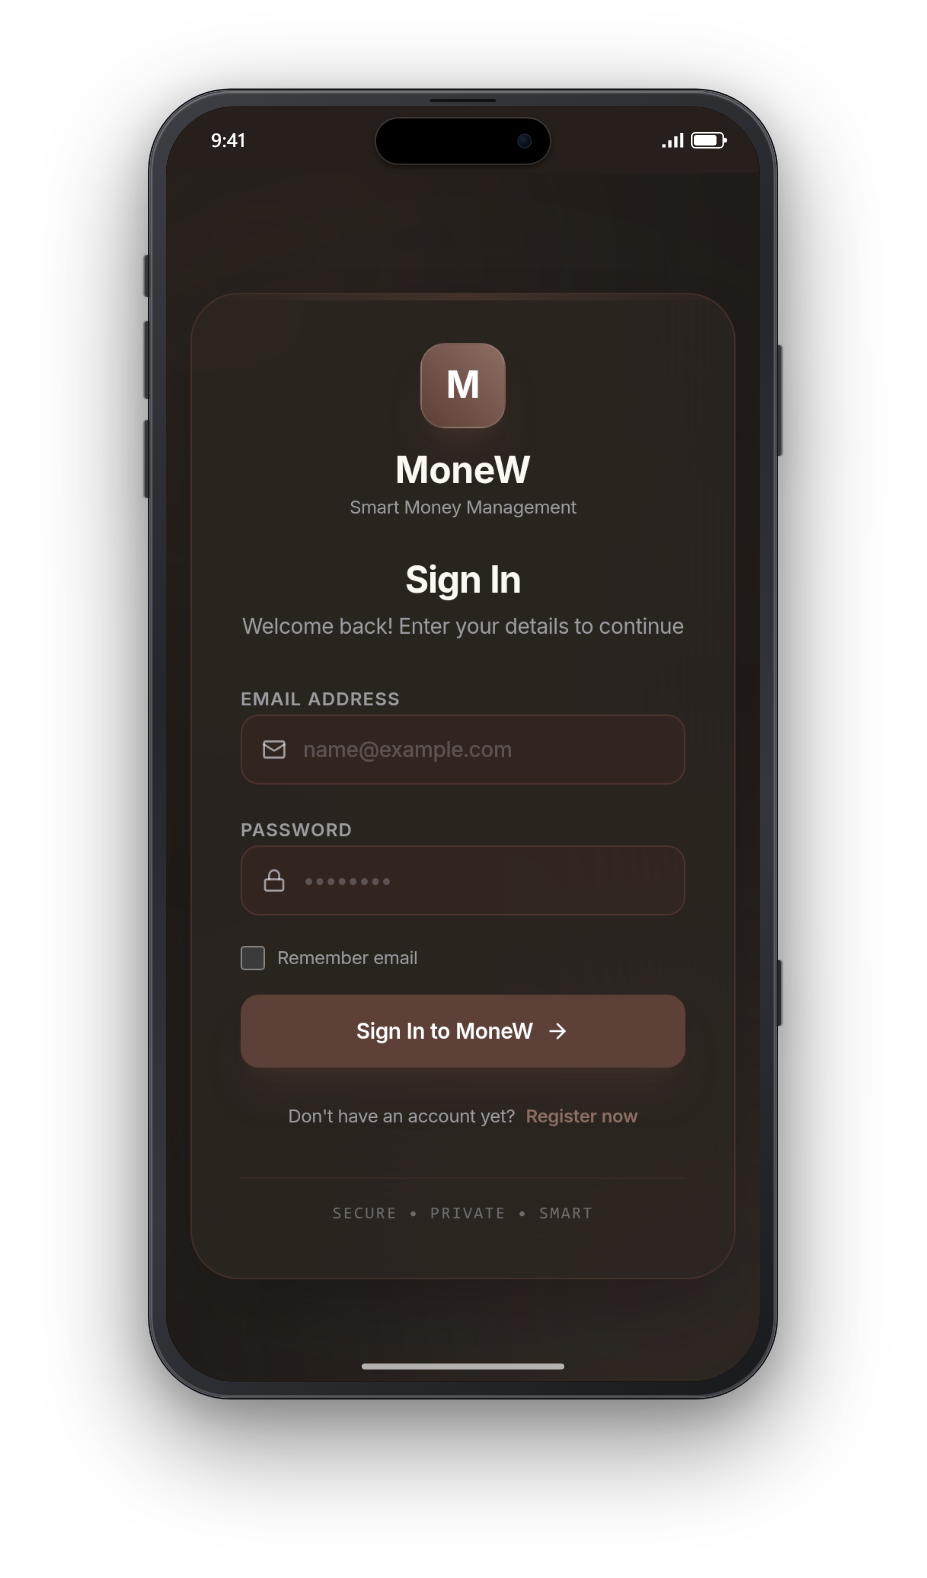 9:41
M
MoneW
Smart Money Management
Sign In
Welcome back! Enter your details to continue
EMAIL ADDRESS
name@example.com
PASSWORD
••••••••
Remember email
Sign In to MoneW →
Don't have an account yet? Register now
SECURE • PRIVATE • SMART